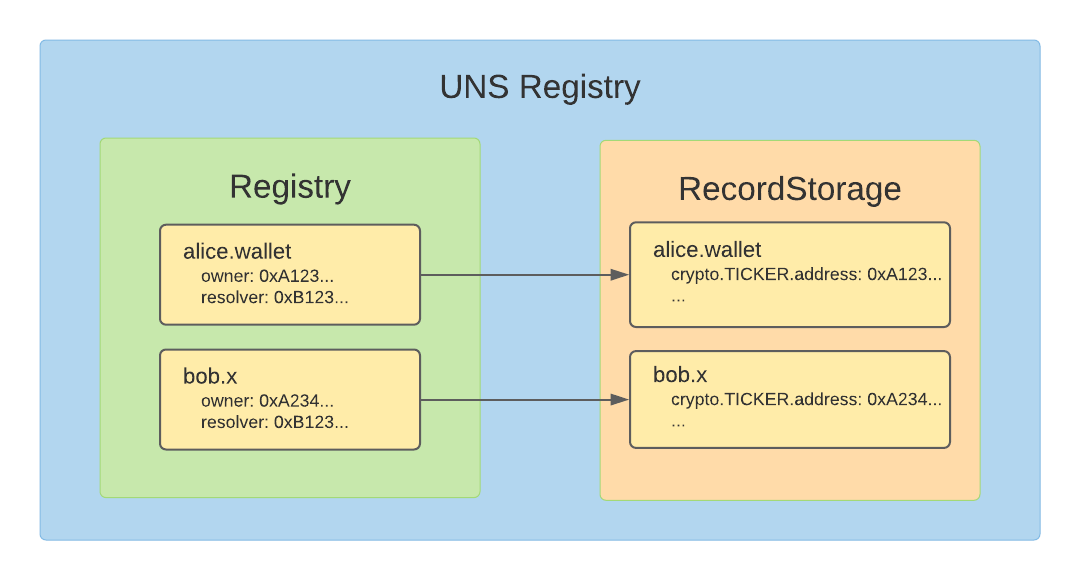 UNS Registry
Registry
alice.wallet
owner: 0xA123...
resolver: 0xB123...
bob.x
owner: 0xA234...
resolver: 0xB123...
RecordStorage
alice.wallet
crypto.TICKER.address: 0xA123...
...
bob.x
crypto.TICKER.address: 0xA234...
...